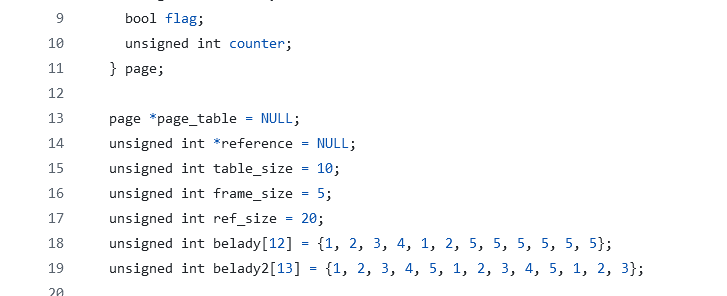 9 bool flag;
10 unsigned int counter;
11 } page;
12
13 page *page_table = NULL;
14 unsigned int *reference = NULL;
15 unsigned int table_size = 10;
16 unsigned int frame_size = 5;
17 unsigned int ref_size = 20;
18 unsigned int belady[12] = {1, 2, 3, 4, 1, 2, 5, 5, 5, 5, 5, 5};
19 unsigned int belady2[13] = {1, 2, 3, 4, 5, 1, 2, 3, 4, 5, 1, 2, 3};
20